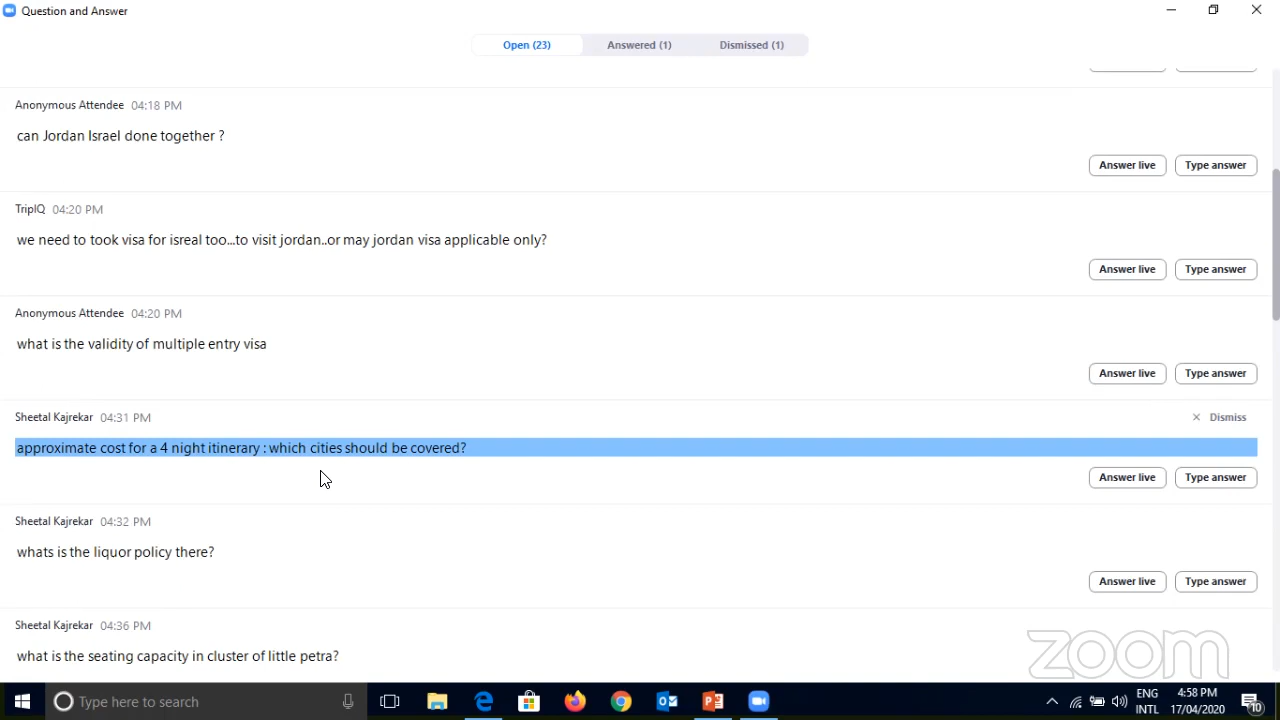 Question and Answer
Open (23)
Answered (1)
Dismissed (1)
Anonymous Attendee 04:18 PM
can Jordan Israel done together ?
Answer live
Type answer
TripIQ 04:20 PM
we need to took visa for isreal too...to visit jordan..or may jordan visa applicable only?
Answer live
Type answer
Anonymous Attendee 04:20 PM
what is the validity of multiple entry visa
Answer live
Type answer
Sheetal Kajrekar 04:31 PM
Dismiss
approximate cost for a 4 night itinerary : which cities should be covered?
Answer live
Type answer
Sheetal Kajrekar 04:32 PM
whats is the liquor policy there?
Answer live
Type answer
Sheetal Kajrekar 04:36 PM
what is the seating capacity in cluster of little petra?
zoom
Type here to search
ENG
INTL
4:58 PM
17/04/2020
10